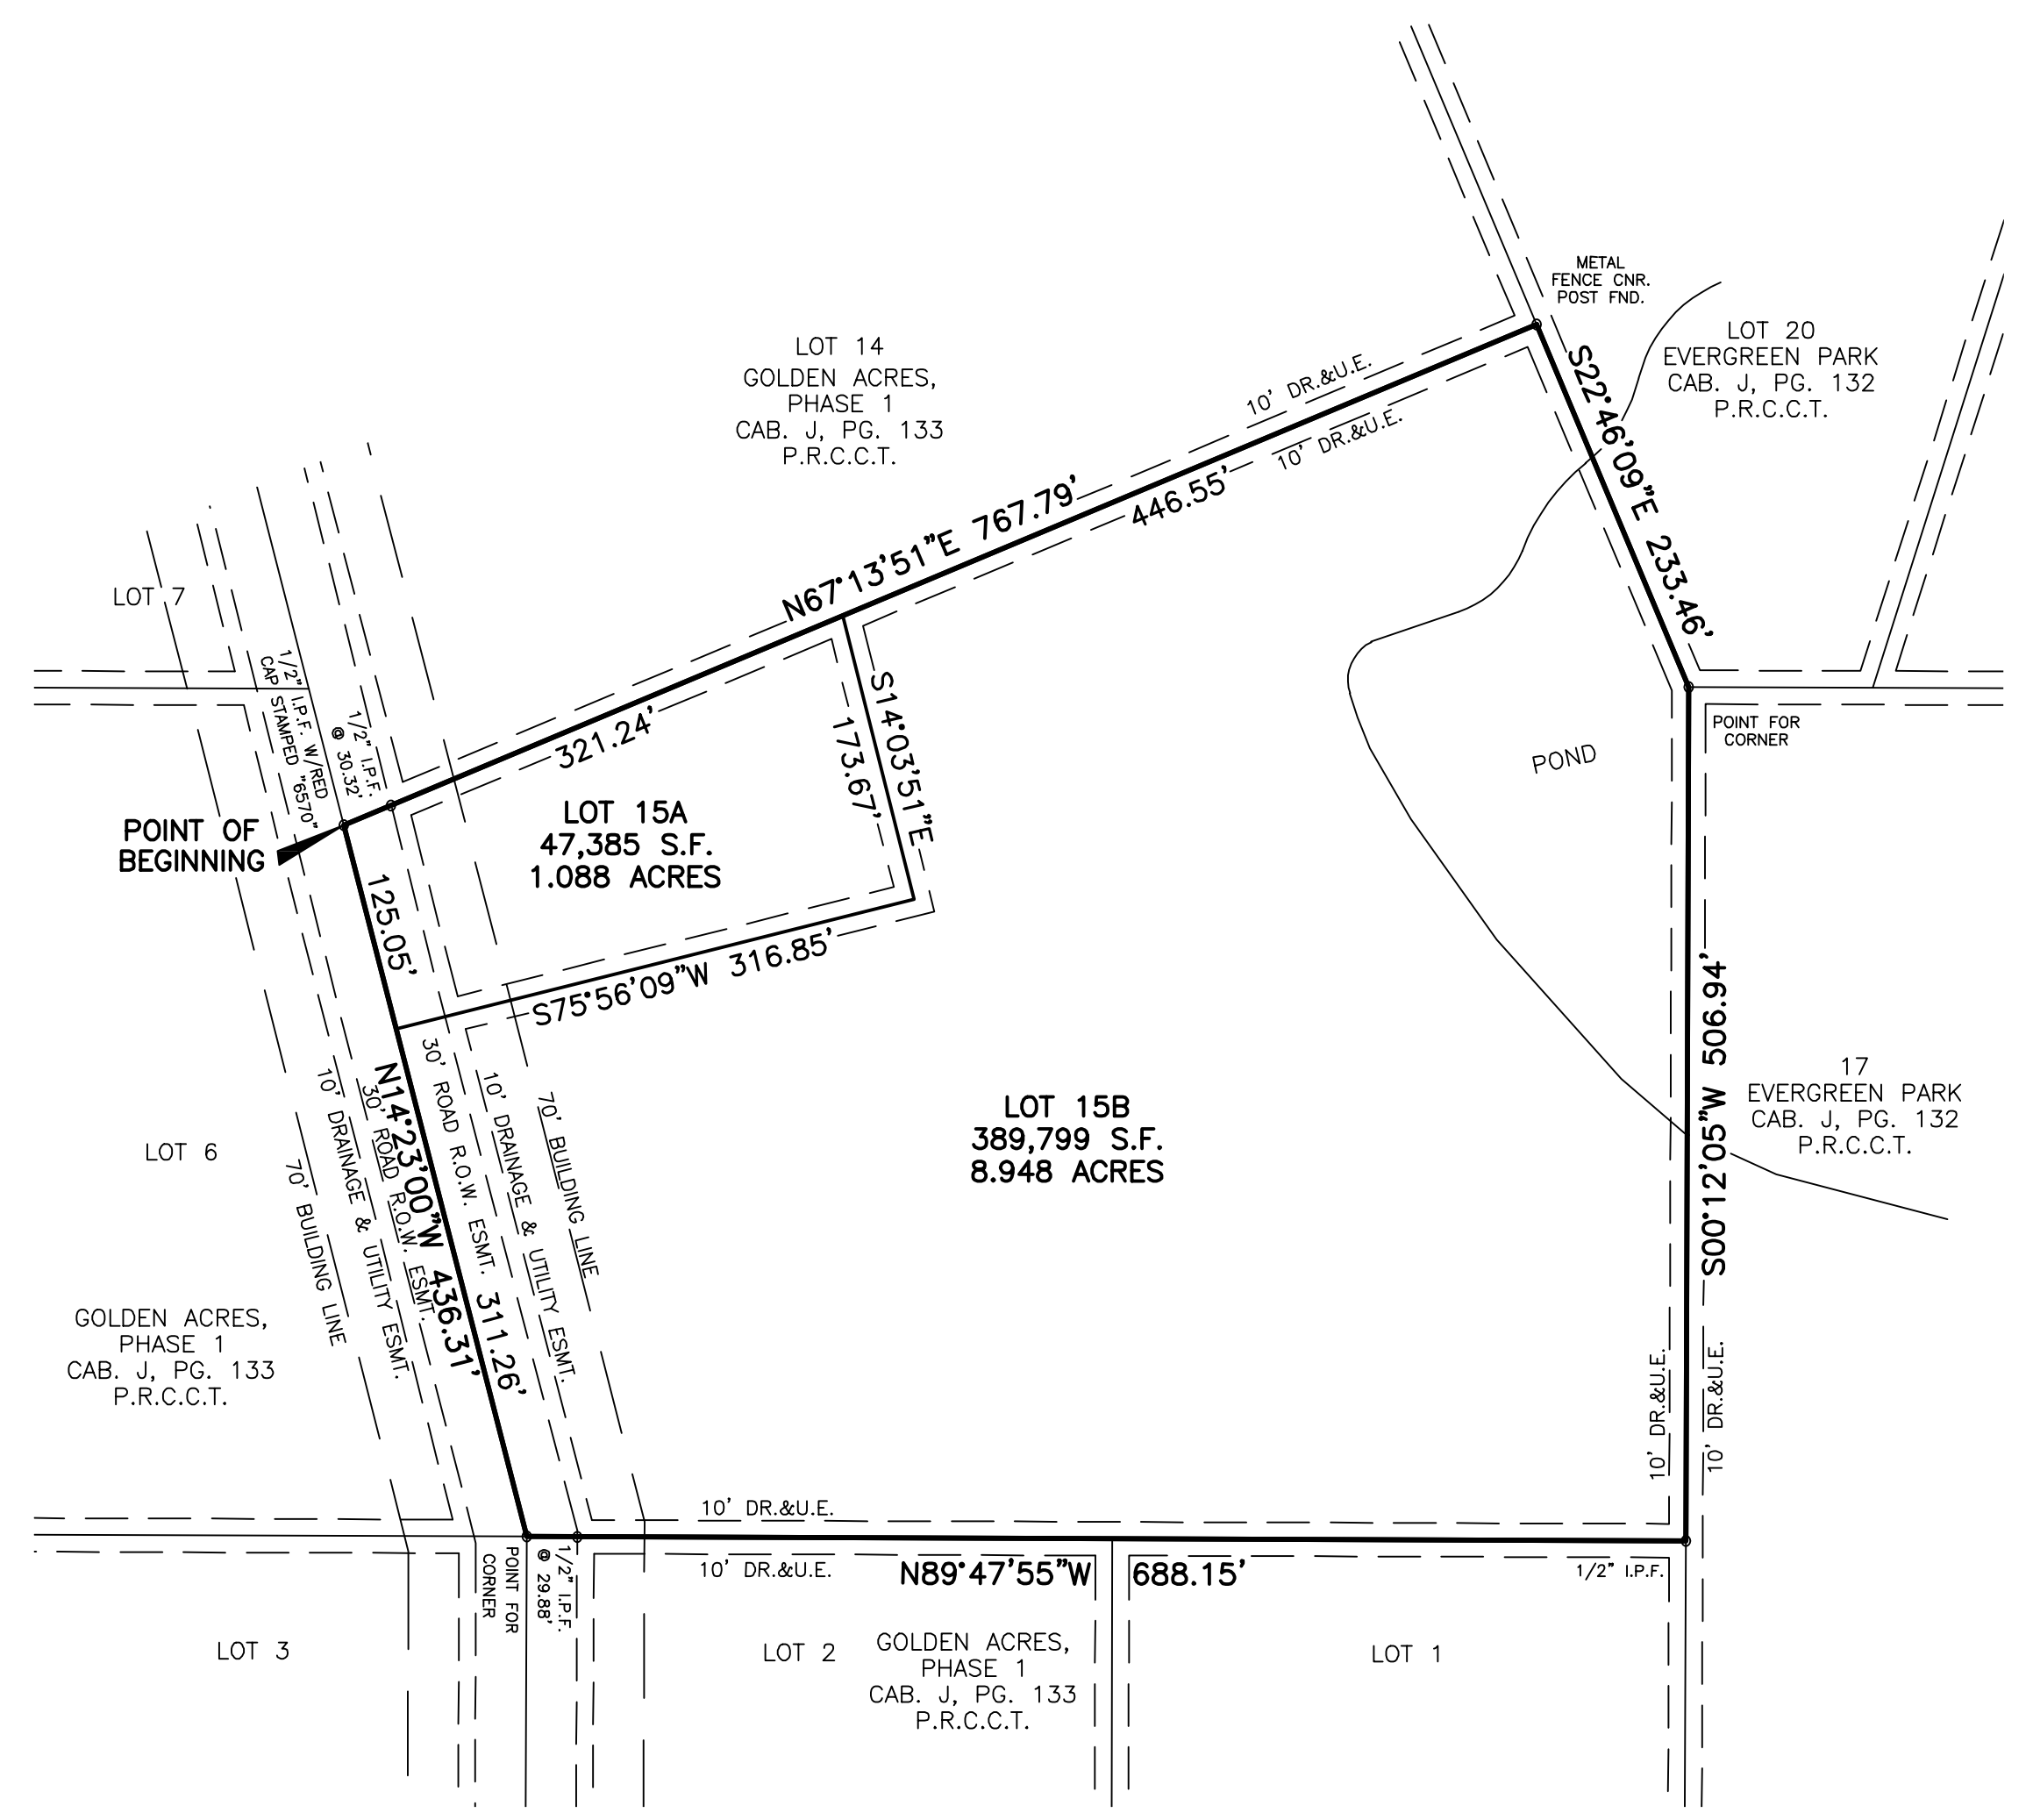 METAL
FENCE CNR.
POST FND.
LOT 20
EVERGREEN PARK
CAB. J, PG. 132
P.R.C.C.T.
LOT 14
GOLDEN ACRES,
PHASE 1
CAB. J, PG. 133
P.R.C.C.T.
10' DR.&U.E.
10' DR.&U.E.
S22°46'09"E 233.46'
N67°13'51"E 767.79'
446.55'
LOT 7
1/2" I.P.F. W/RED
CAP STAMPED "6570"
1/2" I.P.F.
@ 30.32'
321.24'
S14°03'51"E
173.67'
POINT FOR
CORNER
POND
POINT OF
BEGINNING
LOT 15A
47,385 S.F.
1.088 ACRES
125.05'
S75°56'09"W 316.85'
S00°12'05"W 506.94'
LOT 6
10' DRAINAGE & UTILITY ESMT.
30' ROAD R.O.W. ESMT.
N14°23'00"W 436.31'
30' ROAD R.O.W. ESMT.
311.26'
10' DRAINAGE & UTILITY ESMT.
70' BUILDING LINE
70' BUILDING LINE
LOT 15B
389,799 S.F.
8.948 ACRES
17
EVERGREEN PARK
CAB. J, PG. 132
P.R.C.C.T.
GOLDEN ACRES,
PHASE 1
CAB. J, PG. 133
P.R.C.C.T.
10' DR.&U.E.
10' DR.&U.E.
10' DR.&U.E.
10' DR.&U.E.
N89°47'55"W 688.15'
1/2" I.P.F.
POINT FOR
CORNER
1/2" I.P.F.
@ 29.88'
LOT 3
LOT 2
GOLDEN ACRES,
PHASE 1
CAB. J, PG. 133
P.R.C.C.T.
LOT 1